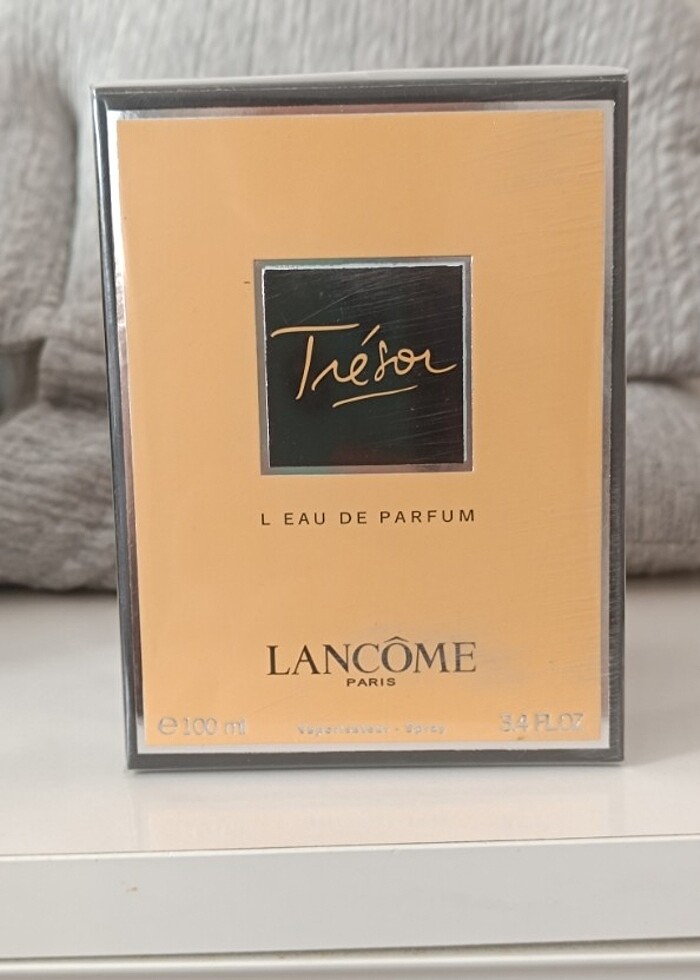 Trésor
L EAU DE PARFUM
LANCÔME
PARIS
℮100 ml Vaporisateur - Spray 3.4 FL.OZ